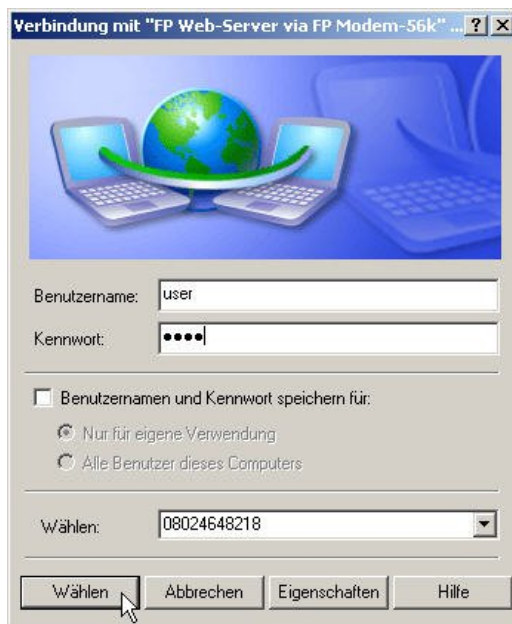 Verbindung mit "FP Web-Server via FP Modem-56k" ...
Benutzername: user
Kennwort: ●●●●
Benutzernamen und Kennwort speichern für:
Nur für eigene Verwendung
Alle Benutzer dieses Computers
Wählen: 08024648218
Wählen Abbrechen Eigenschaften Hilfe